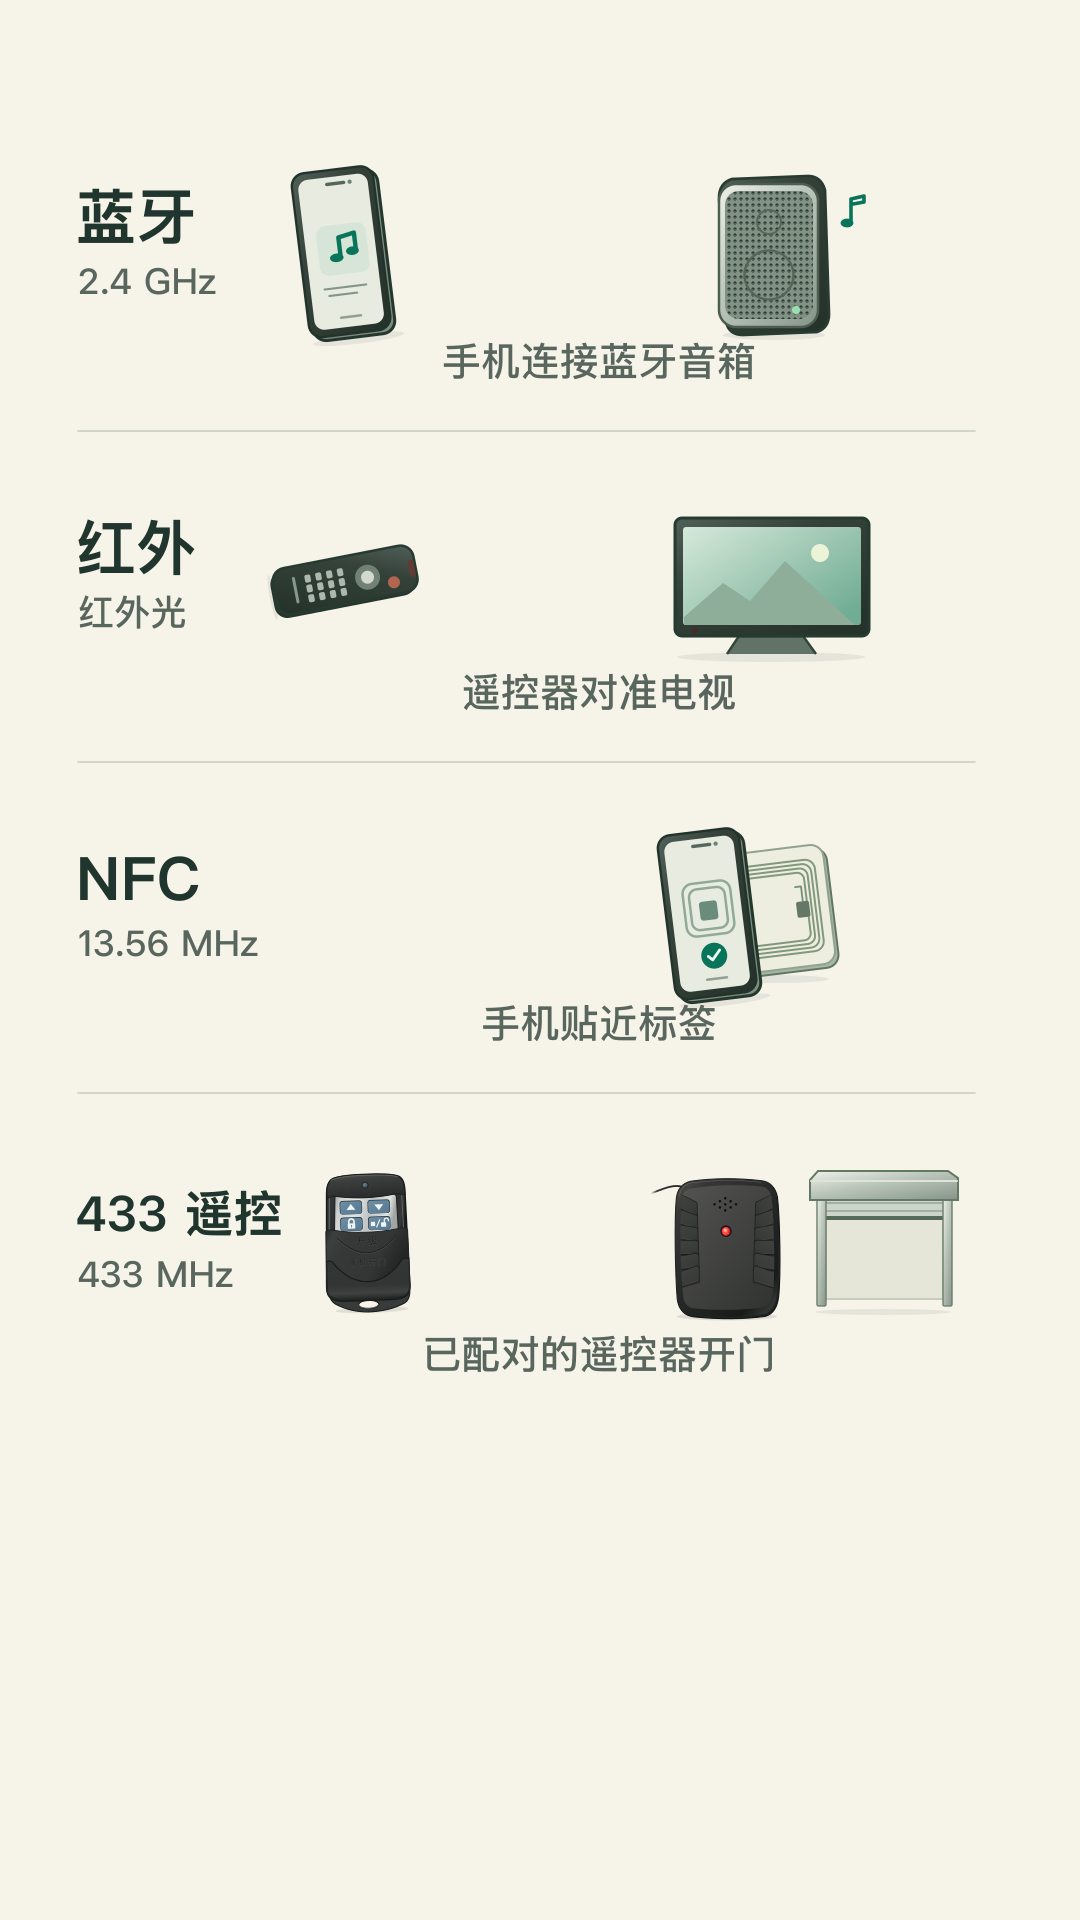 蓝牙
2.4 GHz
手机连接蓝牙音箱
红外
红外光
遥控器对准电视
NFC
13.56 MHz
手机贴近标签
433 遥控
433 MHz
已配对的遥控器开门